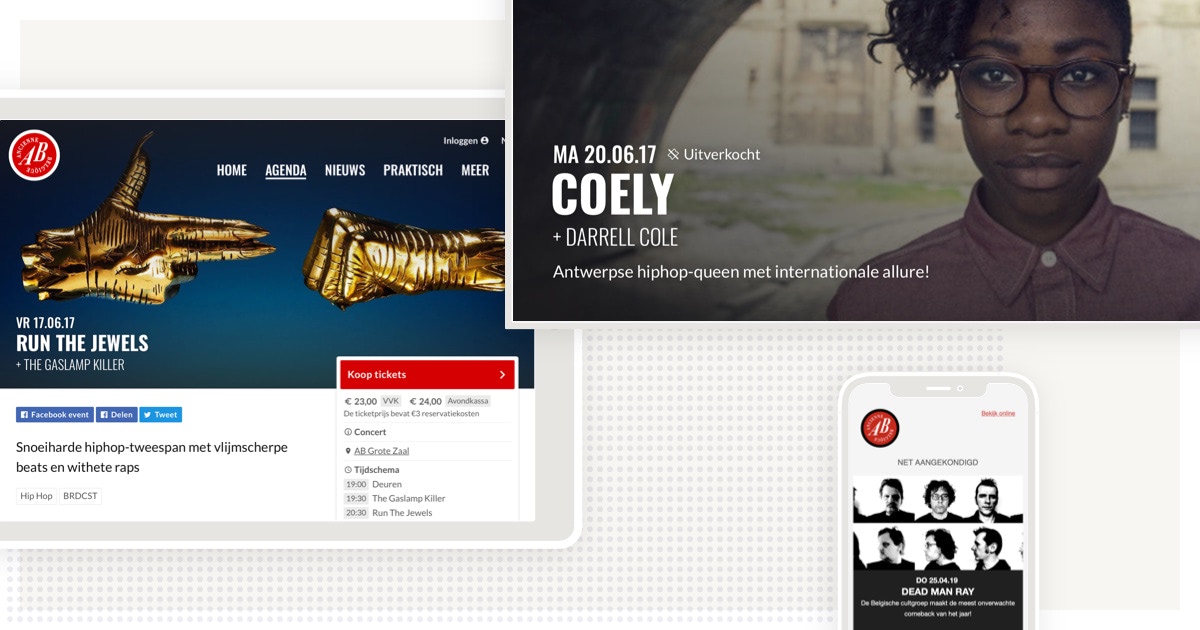 ANCIENNE BELGIQUE
AB
Inloggen
N
HOME AGENDA NIEUWS PRAKTISCH MEER
VR 17.06.17
RUN THE JEWELS
+ THE GASLAMP KILLER
Facebook event Delen Tweet
Snoeiharde hiphop-tweespan met vlijmscherpe
beats en withete raps
Hip Hop BRDCST
Koop tickets
€ 23,00 VVK € 24,00 Avondkassa
De ticketprijs bevat €3 reservatiekosten
Concert
AB Grote Zaal
Tijdschema
19:00 Deuren
19:30 The Gaslamp Killer
20:30 Run The Jewels
MA 20.06.17 Uitverkocht
COELY
+ DARRELL COLE
Antwerpse hiphop-queen met internationale allure!
Bekijk online
ANCIENNE BELGIQUE
AB
NET AANGEKONDIGD
DO 25.04.19
DEAD MAN RAY
De Belgische cultgroep maakt de meest onverwachte
comeback van het jaar!